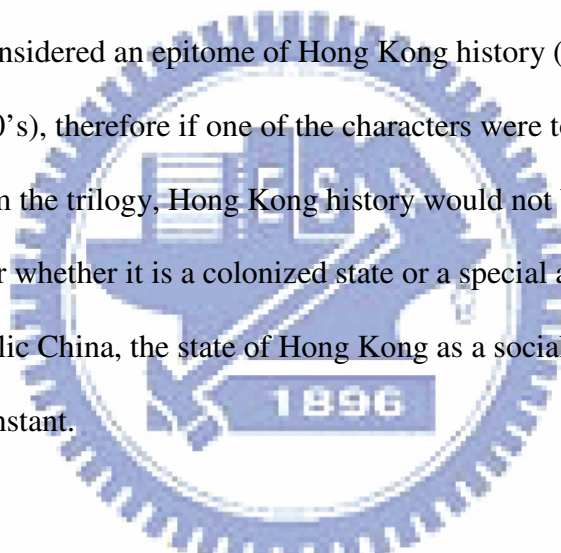 nsidered an epitome of Hong Kong history (
0's), therefore if one of the characters were to
n the trilogy, Hong Kong history would not
r whether it is a colonized state or a special a
E S
lic China, the state of Hong Kong as a social
1896
nstant.